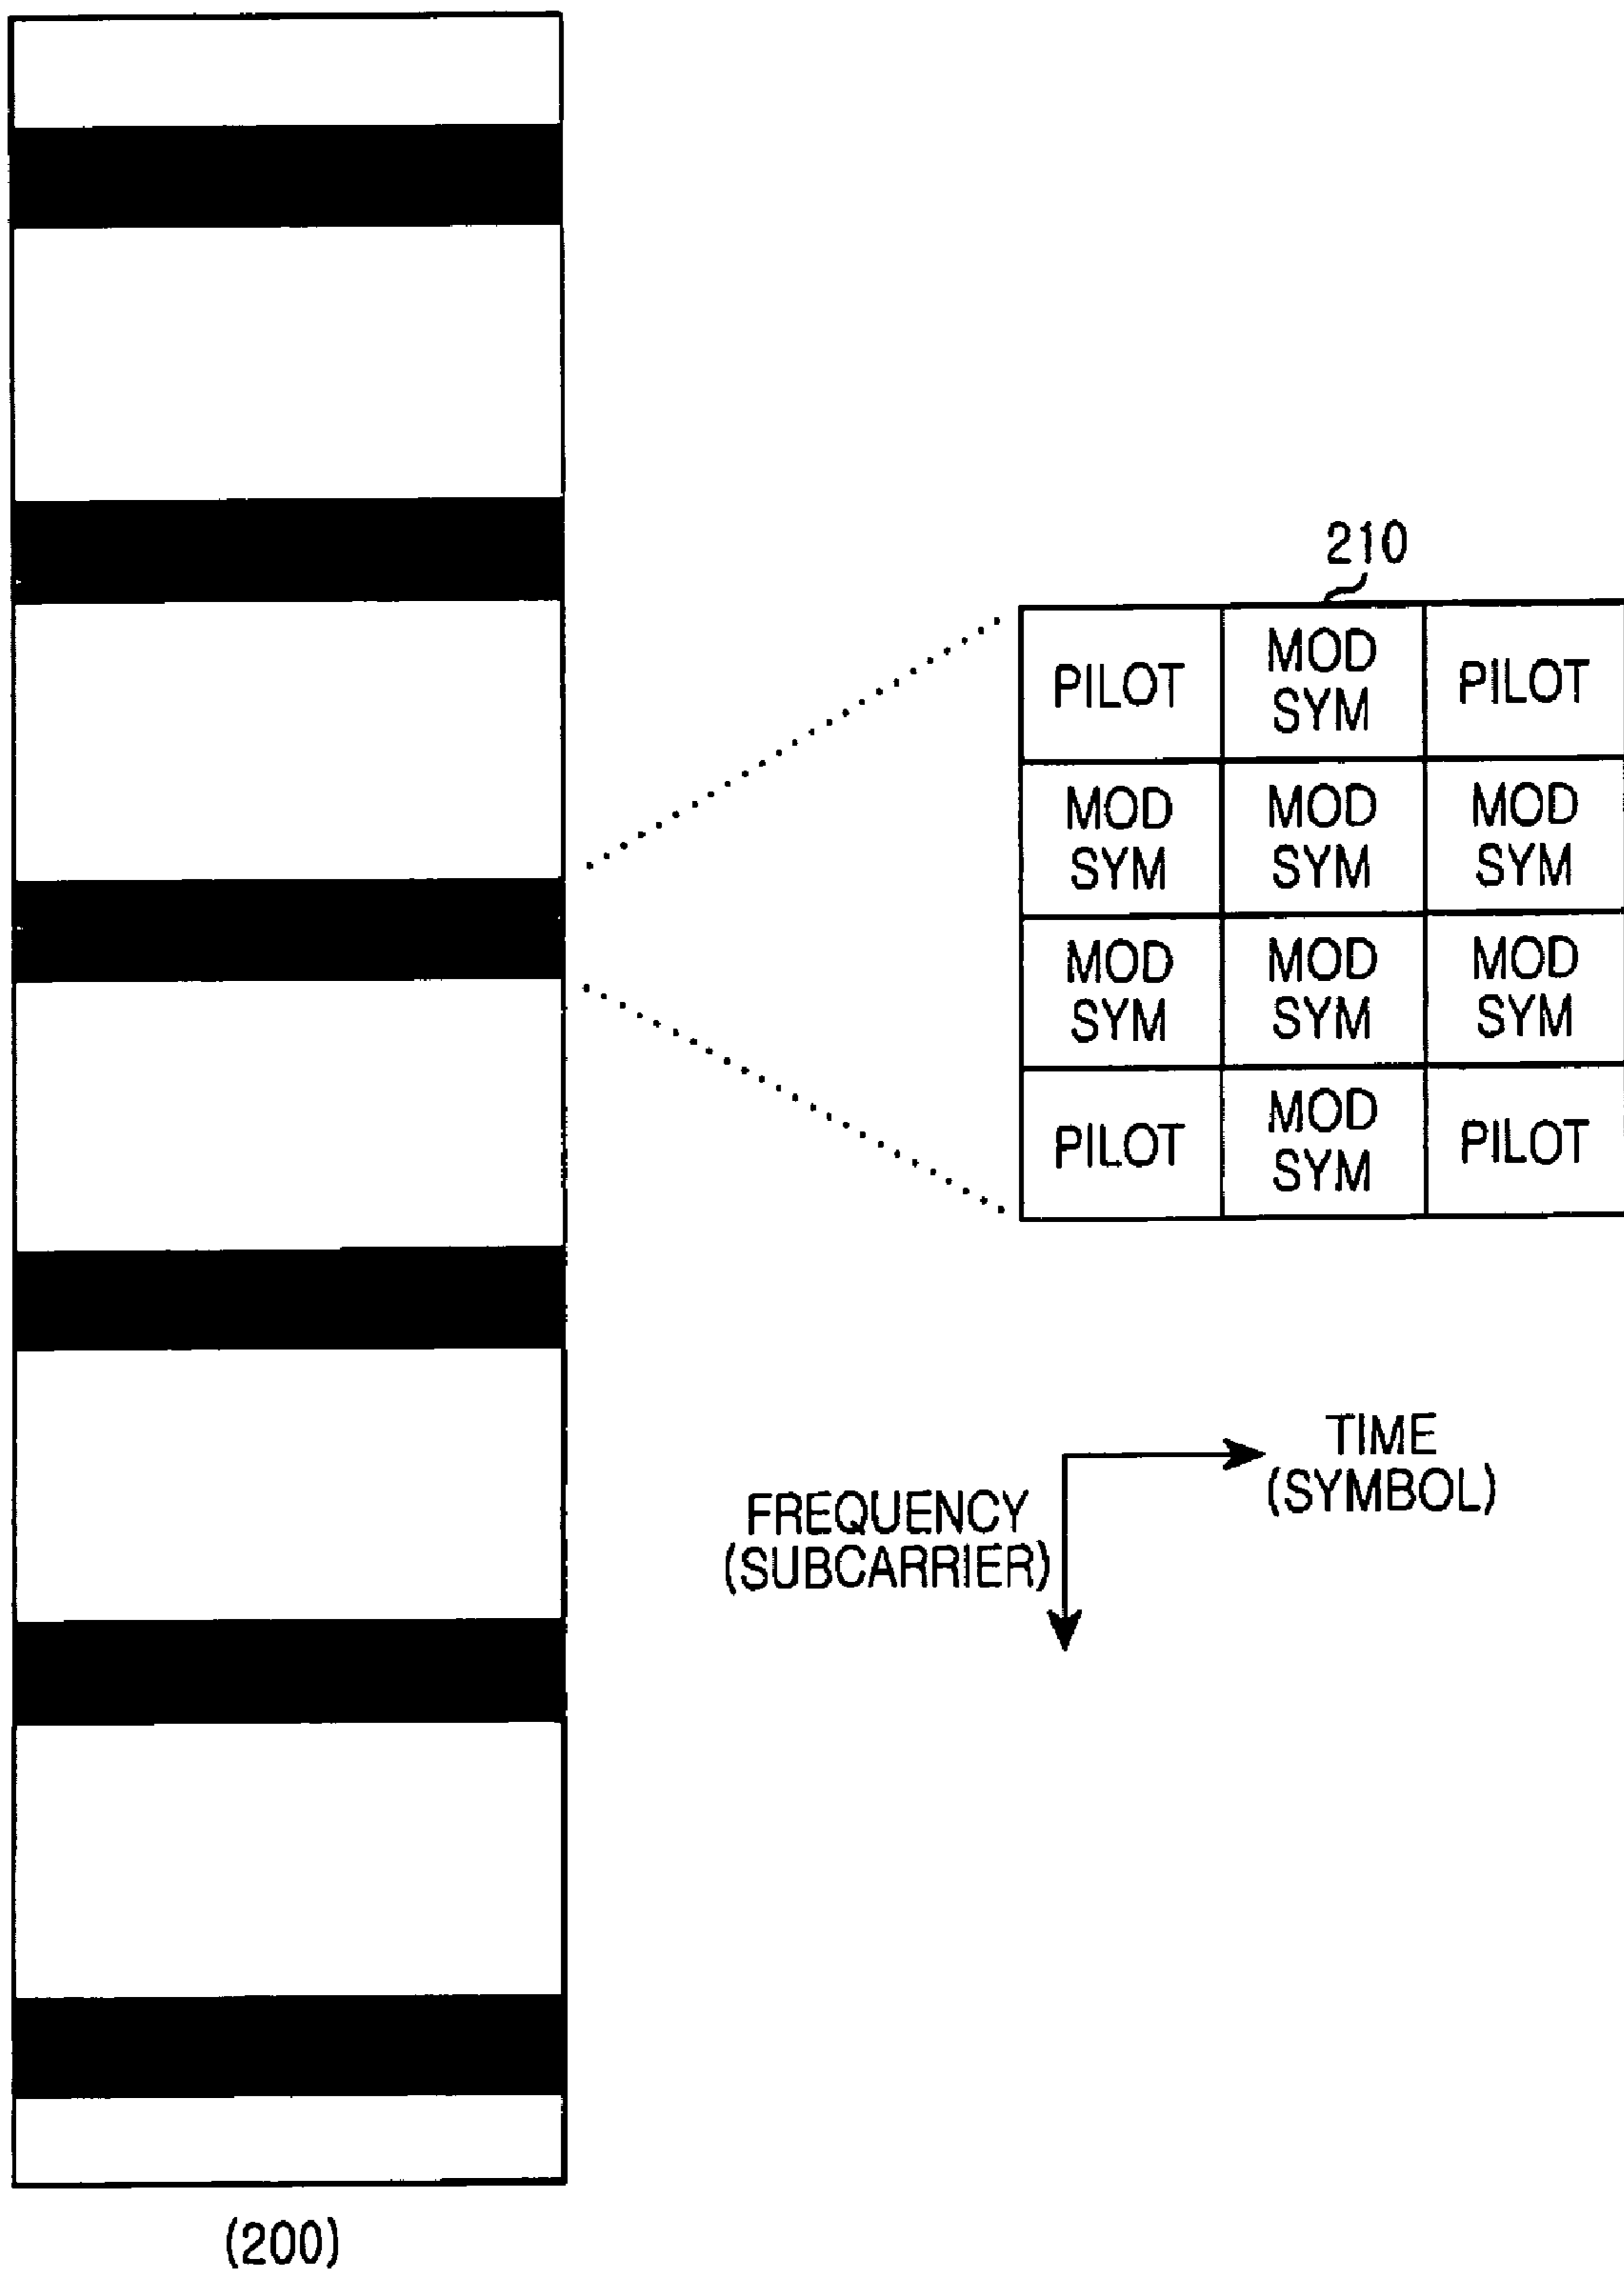 210
PILOT MOD SYM PILOT
MOD SYM MOD SYM MOD SYM
MOD SYM MOD SYM MOD SYM
PILOT MOD SYM PILOT
TIME
(SYMBOL)
FREQUENCY
(SUBCARRIER)
(200)